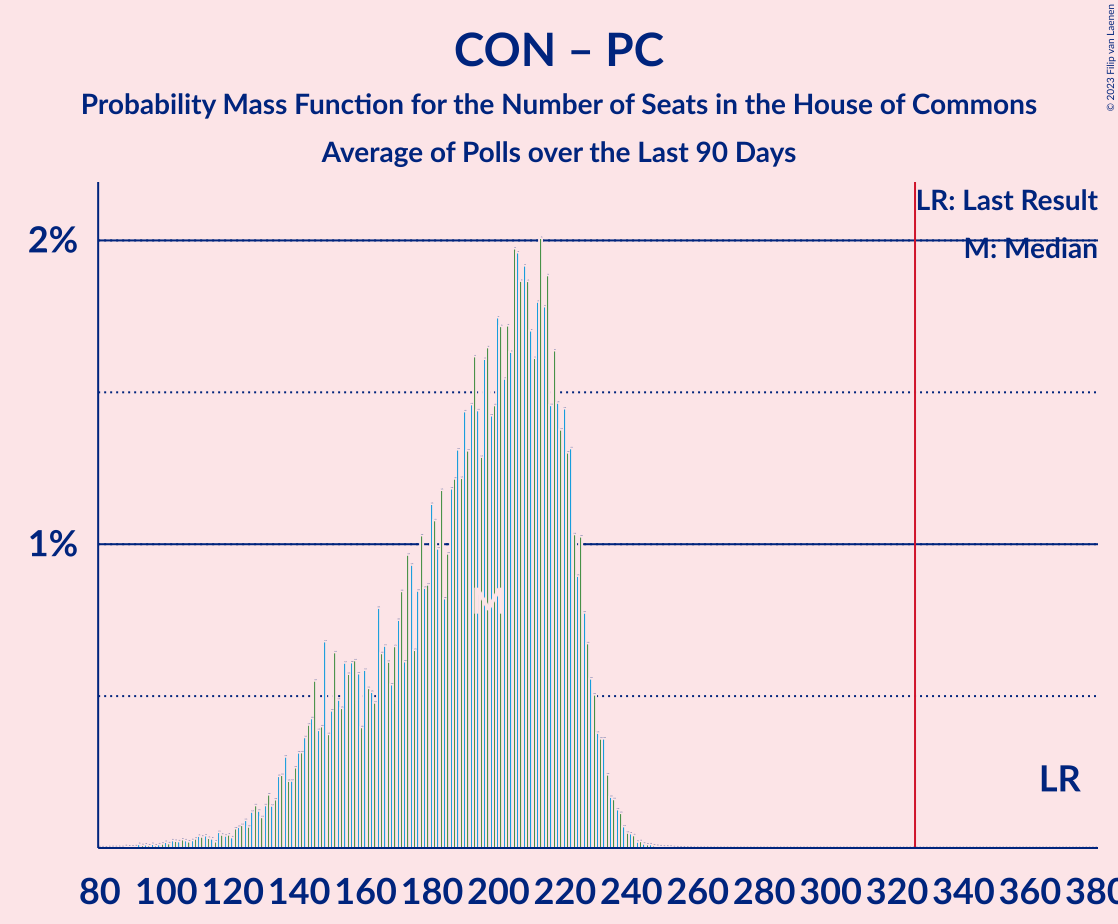 CON – PC
Probability Mass Function for the Number of Seats in the House of Commons
Average of Polls over the Last 90 Days
© 2023 Filip van Laenen
LR: Last Result
M: Median
2%
1%
M
LR
80 100 120 140 160 180 200 220 240 260 280 300 320 340 360 380